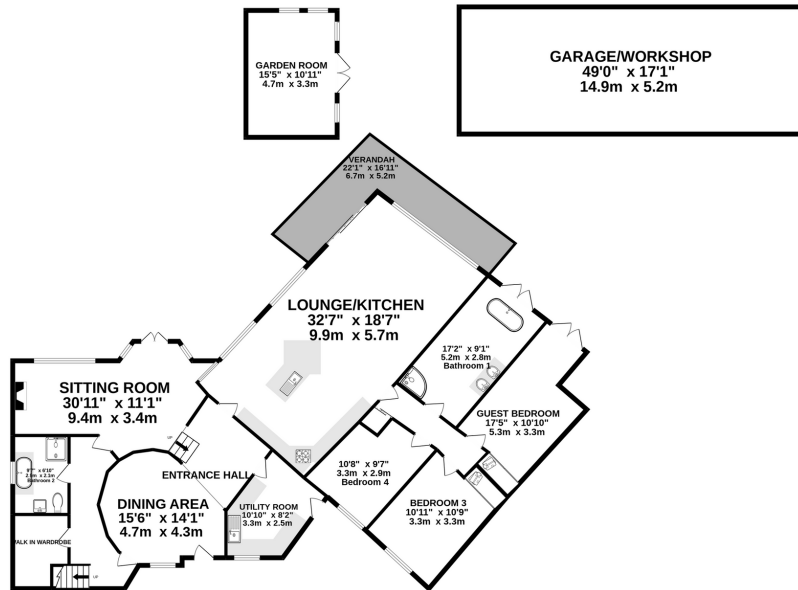 GARDEN ROOM
15'5" x 10'11"
4.7m x 3.3m
GARAGE/WORKSHOP
49'0" x 17'1"
14.9m x 5.2m
VERANDAH
22'1" x 16'11"
6.7m x 5.2m
LOUNGE/KITCHEN
32'7" x 18'7"
9.9m x 5.7m
17'2" x 9'1"
5.2m x 2.8m
Bathroom 1
SITTING ROOM
30'11" x 11'1"
9.4m x 3.4m
GUEST BEDROOM
17'5" x 10'10"
5.3m x 3.3m
UP
10'8" x 9'7"
3.3m x 2.9m
Bedroom 4
x 6'10"
x 2.1m
Bathroom 2
ENTRANCE HALL
DINING AREA
15'6" x 14'1"
4.7m x 4.3m
UTILITY ROOM
10'10" x 8'2"
3.3m x 2.5m
BEDROOM 3
10'11" x 10'9"
3.3m x 3.3m
WALK IN WARDROBE
UP